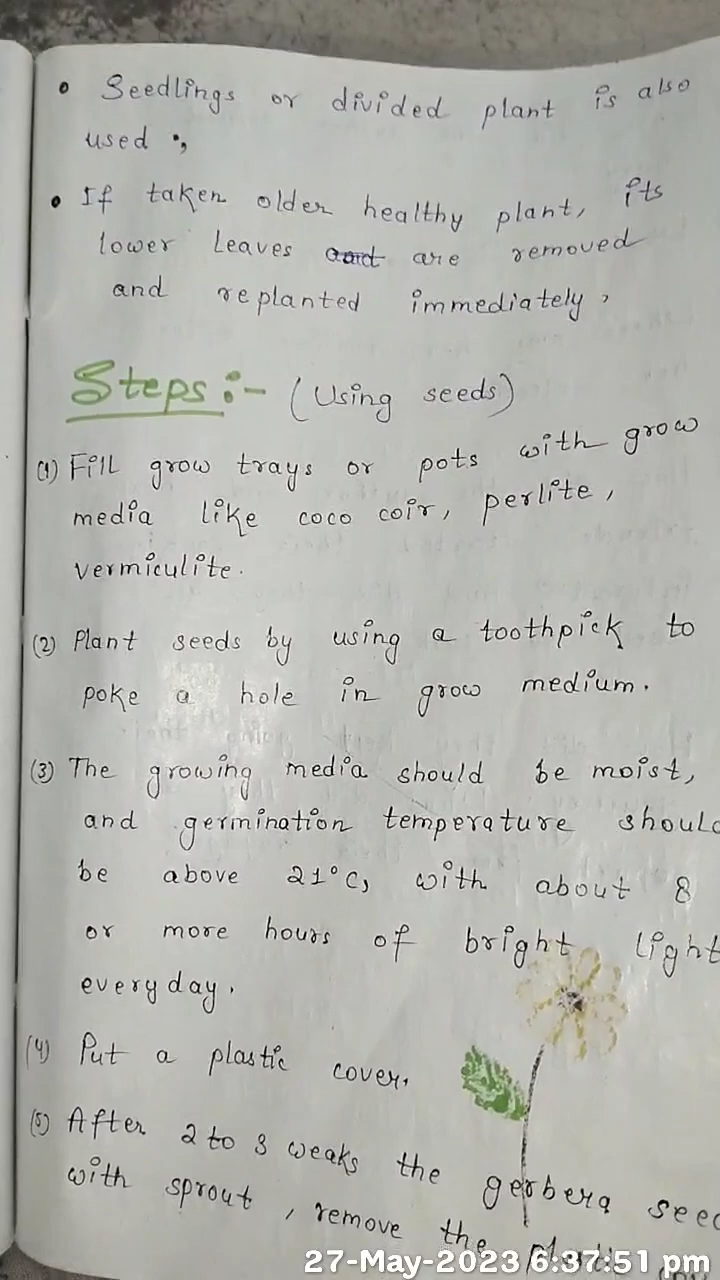 • Seedlings or divided plant is also
used .,
• If taken older healthy plant, its
lower leaves are removed
and replanted immediately,
Steps :- (Using seeds)
(1) Fill grow trays or pots with grow
media like coco coir, perlite,
vermiculite.
(2) Plant seeds by using a toothpick to
poke a hole in grow medium.
(3) The growing media should be moist,
and germination temperature should
be above 21°C, with about 8
or more hours of bright light
everyday.
(4) Put a plastic cover.
(5) After 2 to 3 weaks the gerbera seed
with sprout, remove the
27-May-2023 6:37:51 pm